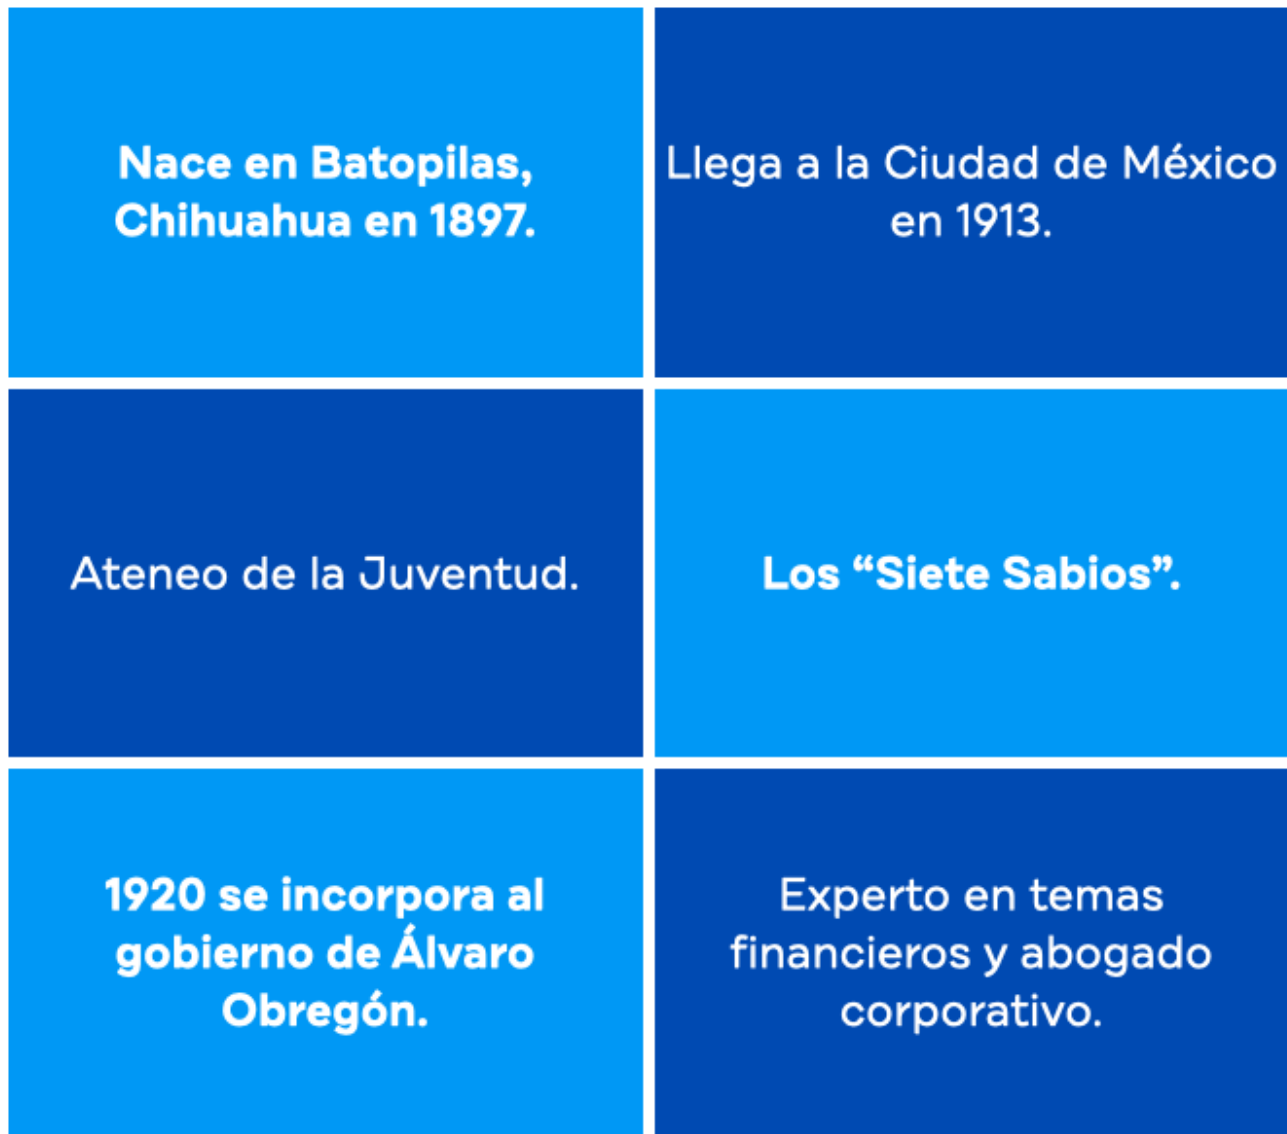 Nace en Batopilas,
Chihuahua en 1897.
Llega a la Ciudad de México
en 1913.
Ateneo de la Juventud.
Los “Siete Sabios”.
1920 se incorpora al
gobierno de Álvaro
Obregón.
Experto en temas
financieros y abogado
corporativo.